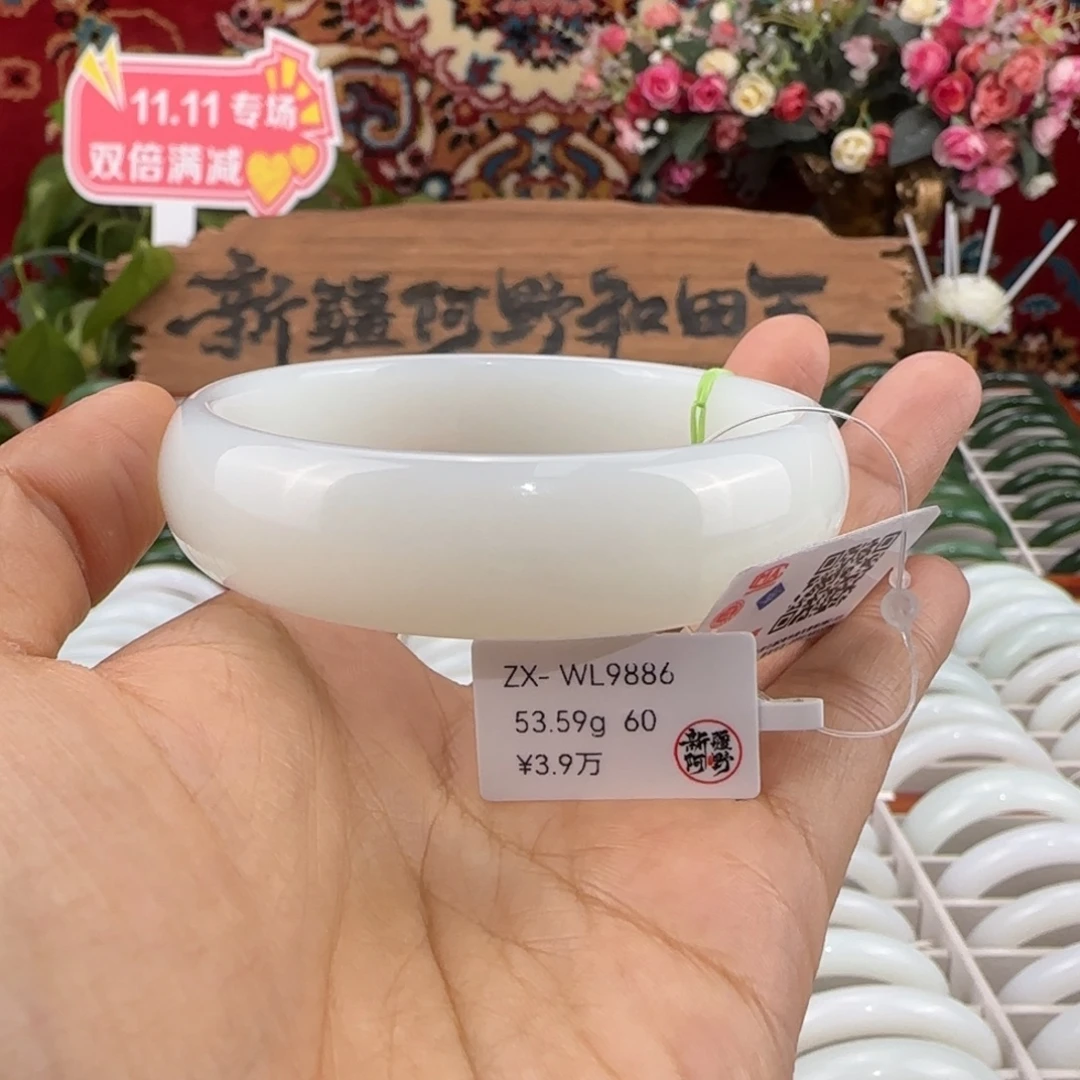 11.11 专场
双倍满减
新疆阿野和田玉
ZX- WL9886
53.59g 60
¥3.9万
新疆
阿野